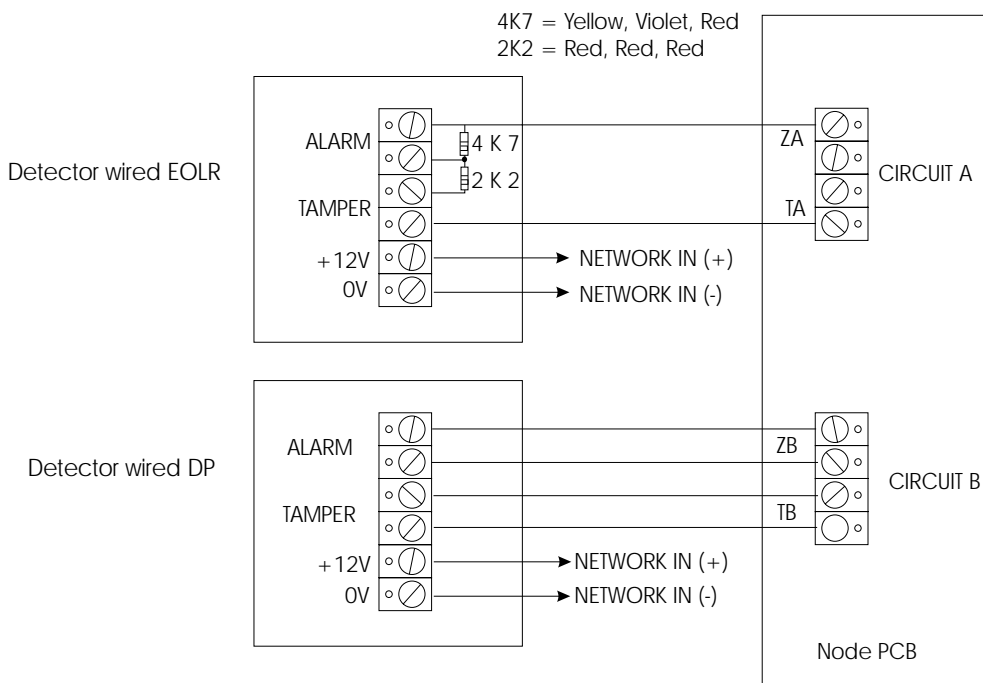 4K7 = Yellow, Violet, Red
2K2 = Red, Red, Red
Detector wired EOLR
ALARM
4 K 7
2 K 2
TAMPER
+12V
0V
NETWORK IN (+)
NETWORK IN (-)
ZA
TA
CIRCUIT A
Detector wired DP
ALARM
TAMPER
+12V
0V
NETWORK IN (+)
NETWORK IN (-)
ZB
TB
CIRCUIT B
Node PCB